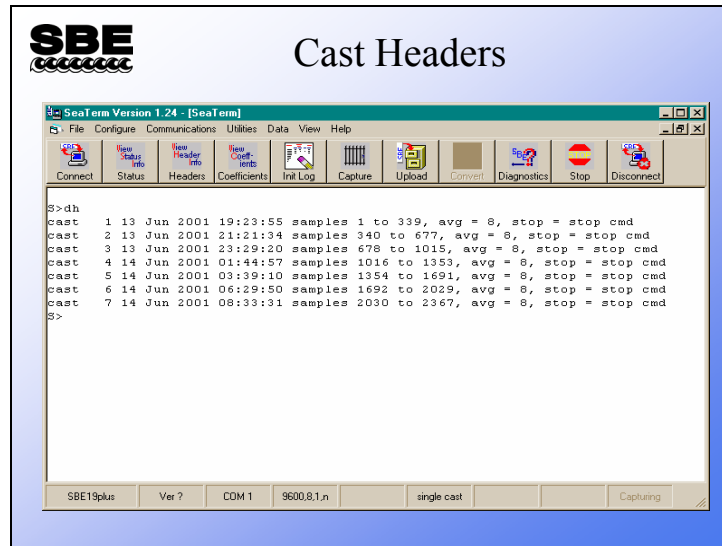 SBE
Cast Headers
SeaTerm Version 1.24 - [SeaTerm]
File Configure Communications Utilities Data View Help
Connect
View Status Info
Status
View Header Info
Headers
View Coeff-icients
Coefficients
Init Log
Capture
Upload
Convert
Diagnostics
Stop
Disconnect
S>dh
cast 1 13 Jun 2001 19:23:55 samples 1 to 339, avg = 8, stop = stop cmd
cast 2 13 Jun 2001 21:21:34 samples 340 to 677, avg = 8, stop = stop cmd
cast 3 13 Jun 2001 23:29:20 samples 678 to 1015, avg = 8, stop = stop cmd
cast 4 14 Jun 2001 01:44:57 samples 1016 to 1353, avg = 8, stop = stop cmd
cast 5 14 Jun 2001 03:39:10 samples 1354 to 1691, avg = 8, stop = stop cmd
cast 6 14 Jun 2001 06:29:50 samples 1692 to 2029, avg = 8, stop = stop cmd
cast 7 14 Jun 2001 08:33:31 samples 2030 to 2367, avg = 8, stop = stop cmd
S>
SBE19plus Ver ? COM 1 9600,8,1,n single cast Capturing